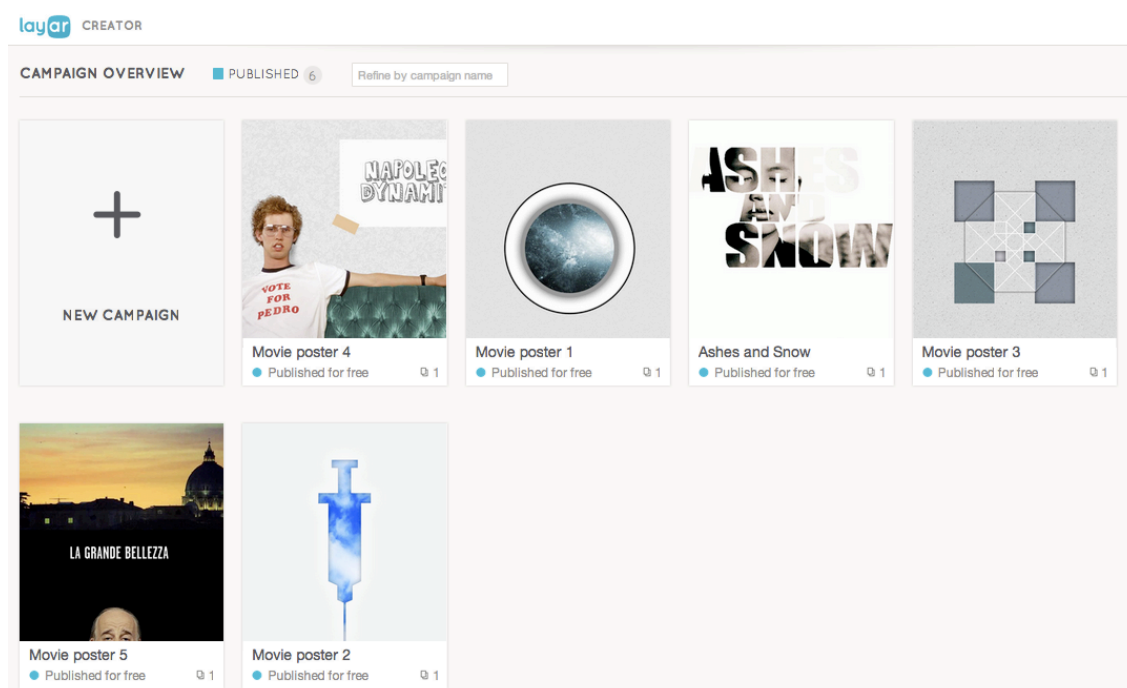 layar CREATOR
CAMPAIGN OVERVIEW PUBLISHED 6 Refine by campaign name
NEW CAMPAIGN
NAPOLEO
DYNAMI
VOTE
FOR
PEDRO
Movie poster 4
Published for free 1
Movie poster 1
Published for free 1
ASHES
AND
SNOW
Ashes and Snow
Published for free 1
Movie poster 3
Published for free 1
LA GRANDE BELLEZZA
Movie poster 5
Published for free 1
Movie poster 2
Published for free 1